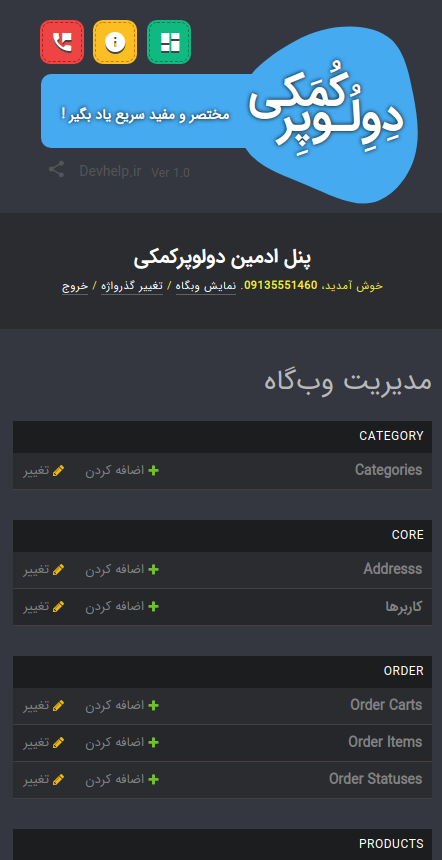 کُمَکی
دِولُـوپِر
مختصر و مفید سریع یاد بگیر !
Devhelp.ir Ver 1.0
پنل ادمین دولوپرکمکی
خوش آمدید، 09135551460. نمایش وبگاه / تغییر گذرواژه / خروج
مدیریت وب‌گاه
CATEGORY
Categories اضافه کردن تغییر
CORE
Addresss اضافه کردن تغییر
کاربرها اضافه کردن تغییر
ORDER
Order Carts اضافه کردن تغییر
Order Items اضافه کردن تغییر
Order Statuses اضافه کردن تغییر
PRODUCTS